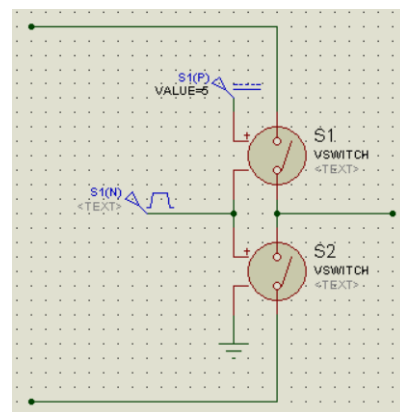 S1(P)
VALUE=5
+
S1
VSWITCH
<TEXT>
S1(N)
<TEXT>
+
S2
VSWITCH
<TEXT>